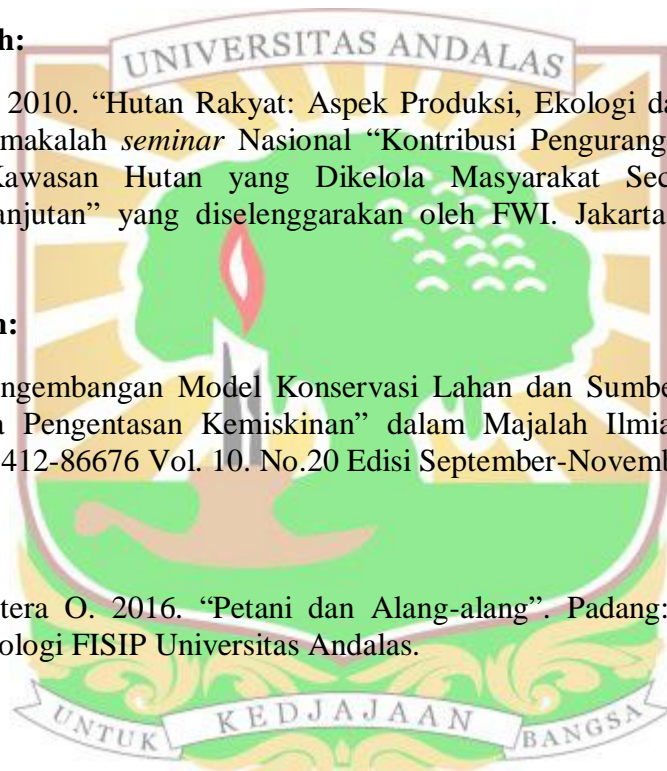 h:
UNIVERSITAS ANDALAS
2010. “Hutan Rakyat: Aspek Produksi, Ekologi da
makalah seminar Nasional “Kontribusi Pengurang
Kawasan Hutan yang Dikelola Masyarakat Sec
anjutan” yang diselenggarakan oleh FWI. Jakarta
n:
ngembangan Model Konservasi Lahan dan Sumbe
a Pengentasan Kemiskinan” dalam Majalah Ilmia
412-86676 Vol. 10. No.20 Edisi September-Novemb
tera O. 2016. “Petani dan Alang-alang”. Padang:
ologi FISIP Universitas Andalas.
UNTUK KEDJAJAAN BANGSA